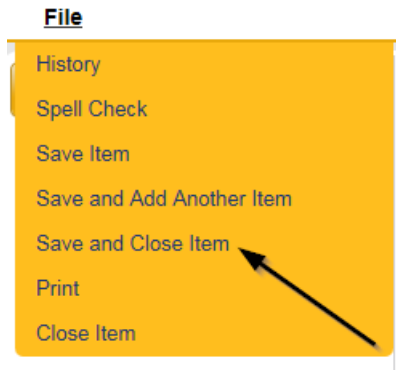 File
History
Spell Check
Save Item
Save and Add Another Item
Save and Close Item
Print
Close Item